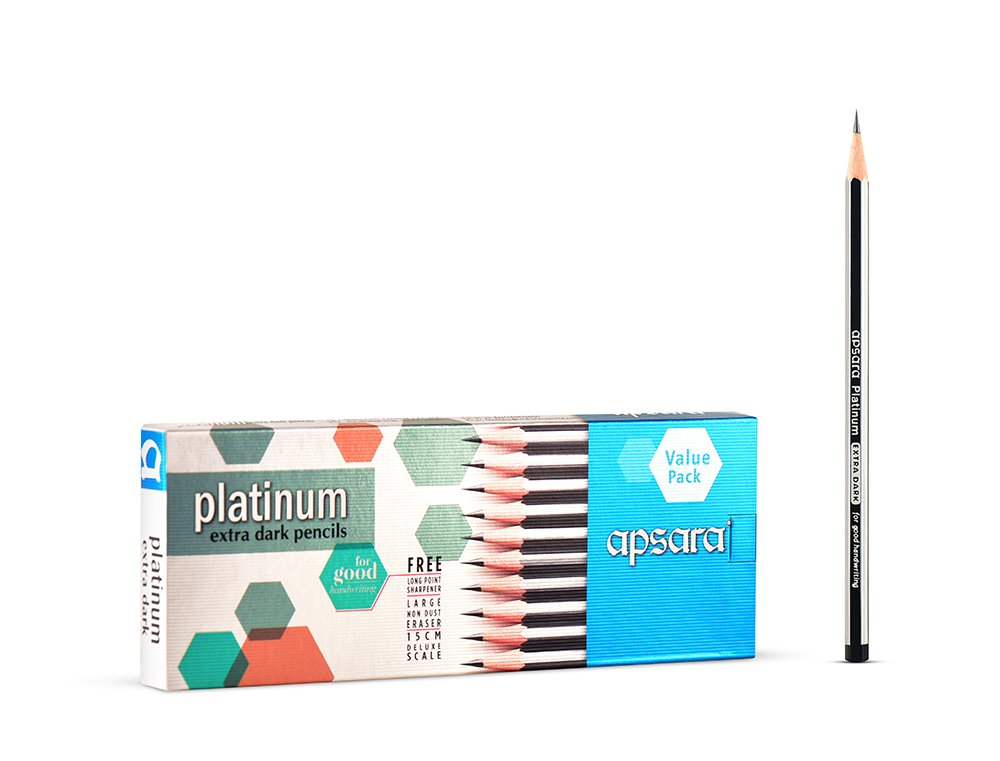 platinum
extra dark pencils
for
good
handwriting
FREE
LONG POINT
SHARPENER
LARGE
NON DUST
ERASER
15CM
DELUXE
SCALE
Value
Pack
apsara
platinum
extra dark
apsara Platinum EXTRA DARK for good handwriting